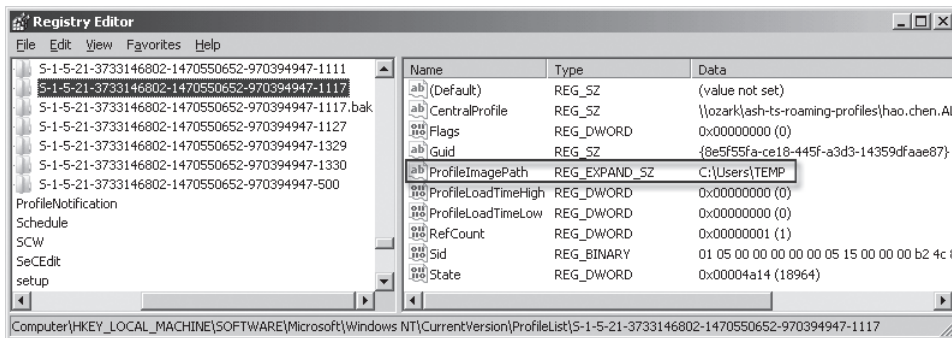 Registry Editor
File Edit View Favorites Help
S-1-5-21-3733146802-1470550652-970394947-1111
S-1-5-21-3733146802-1470550652-970394947-1117
S-1-5-21-3733146802-1470550652-970394947-1117.bak
S-1-5-21-3733146802-1470550652-970394947-1127
S-1-5-21-3733146802-1470550652-970394947-1329
S-1-5-21-3733146802-1470550652-970394947-1330
S-1-5-21-3733146802-1470550652-970394947-500
ProfileNotification
Schedule
SCW
SeCEdit
setup
Name Type Data
(Default) REG_SZ (value not set)
CentralProfile REG_SZ \\ozark\ash-ts-roaming-profiles\hao.chen.
Flags REG_DWORD 0x00000000 (0)
Guid REG_SZ {8e5f55fa-ce18-445f-a3d3-14359dfaae87}
ProfileImagePath REG_EXPAND_SZ C:\Users\TEMP
ProfileLoadTimeHigh REG_DWORD 0x00000000 (0)
ProfileLoadTimeLow REG_DWORD 0x00000000 (0)
RefCount REG_DWORD 0x00000001 (1)
Sid REG_BINARY 01 05 00 00 00 00 00 05 15 00 00 00 b2 4c
State REG_DWORD 0x00004a14 (18964)
Computer\HKEY_LOCAL_MACHINE\SOFTWARE\Microsoft\Windows NT\CurrentVersion\ProfileList\S-1-5-21-3733146802-1470550652-970394947-1117